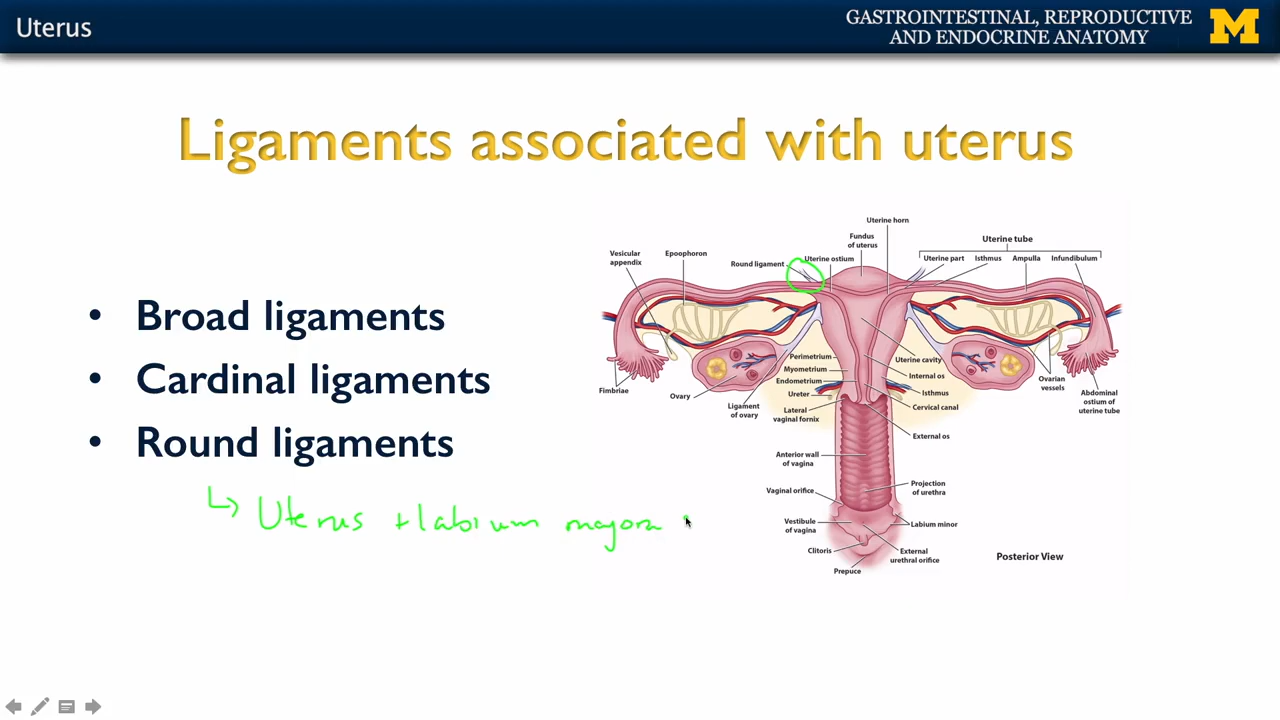 Uterus
GASTROINTESTINAL, REPRODUCTIVE
AND ENDOCRINE ANATOMY
M
Ligaments associated with uterus
• Broad ligaments
• Cardinal ligaments
• Round ligaments
↳ Uterus + labium majora
Uterine horn
Fundus
of uterus
Uterine tube
Vesicular
appendix
Epoophoron
Round ligament
Uterine ostium
Uterine part
Isthmus
Ampulla
Infundibulum
Perimetrium
Myometrium
Endometrium
Ureter
Lateral
vaginal fornix
Uterine cavity
Internal os
Isthmus
Cervical canal
External os
Fimbriae
Ovary
Ligament
of ovary
Ovarian
vessels
Abdominal
ostium of
uterine tube
Anterior wall
of vagina
Vaginal orifice
Projection
of urethra
Vestibule
of vagina
Labium minor
Clitoris
External
urethral orifice
Prepuce
Posterior View